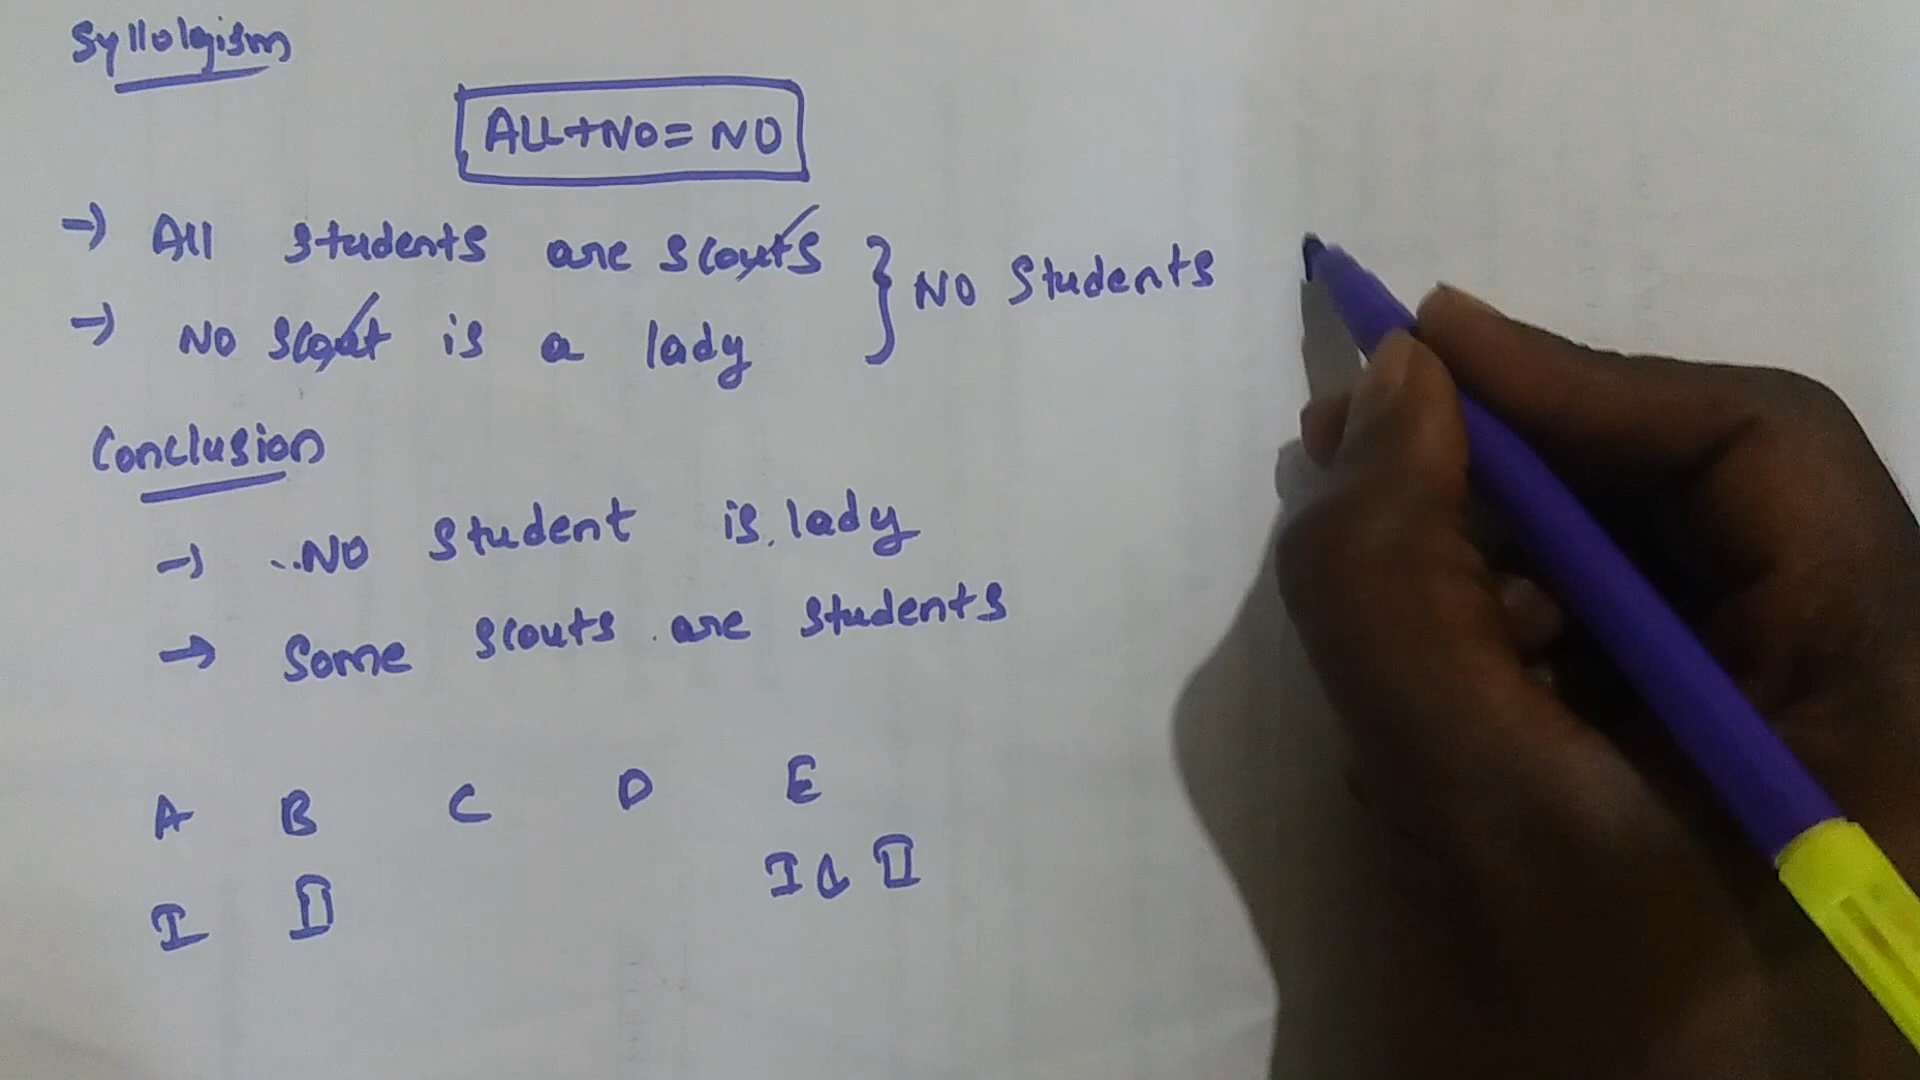 Syllolgism
ALL+NO=NO
→ All students are scouts
→ NO scout is a lady
} NO Students
Conclusion
→ ..NO student is lady
→ Some scouts are students
A B C D E
I II I & II